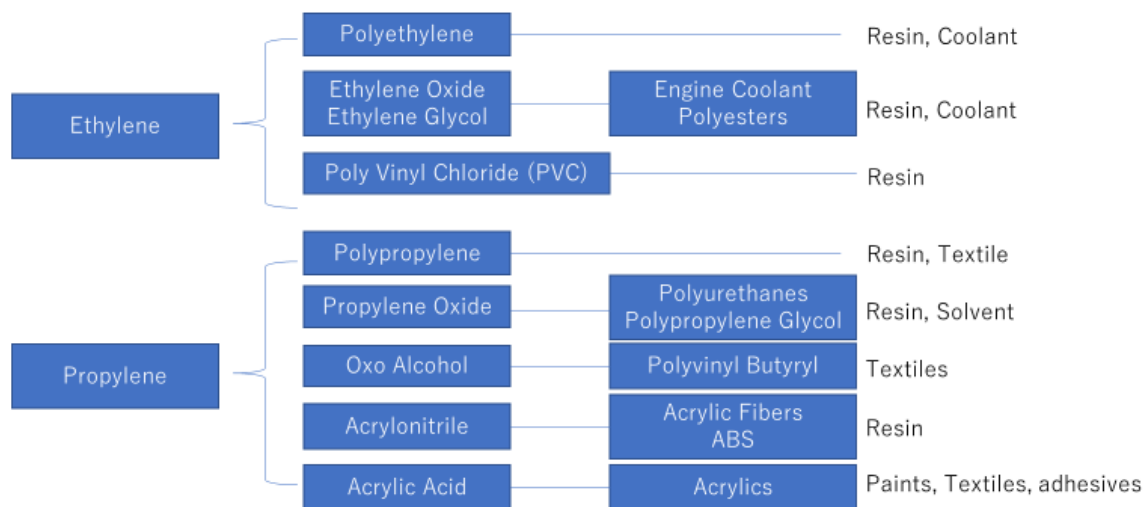 Polyethylene
Resin, Coolant
Ethylene
Ethylene Oxide
Ethylene Glycol
Engine Coolant
Polyesters
Resin, Coolant
Poly Vinyl Chloride (PVC)
Resin
Polypropylene
Resin, Textile
Propylene
Propylene Oxide
Polyurethanes
Polypropylene Glycol
Resin, Solvent
Oxo Alcohol
Polyvinyl Butyryl
Textiles
Acrylonitrile
Acrylic Fibers
ABS
Resin
Acrylic Acid
Acrylics
Paints, Textiles, adhesives